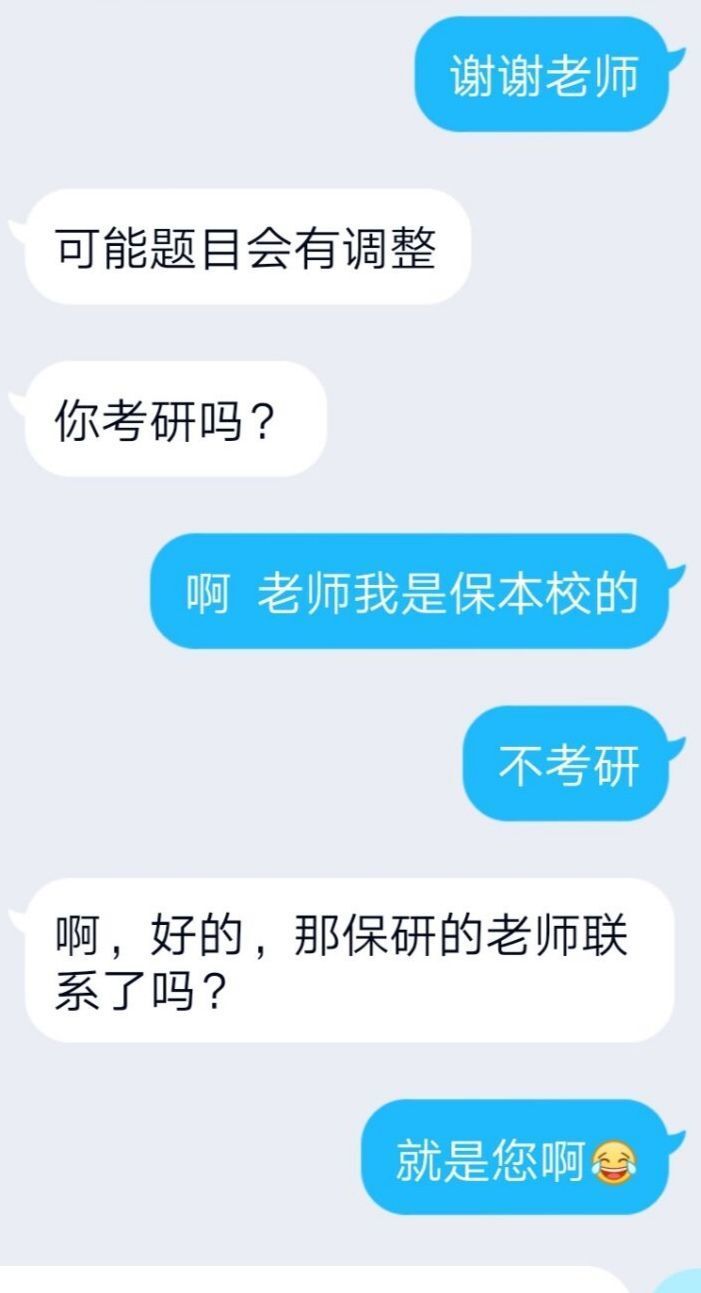 谢谢老师
可能题目会有调整
你考研吗？
啊 老师我是保本校的
不考研
啊，好的，那保研的老师联
系了吗？
就是您啊😂